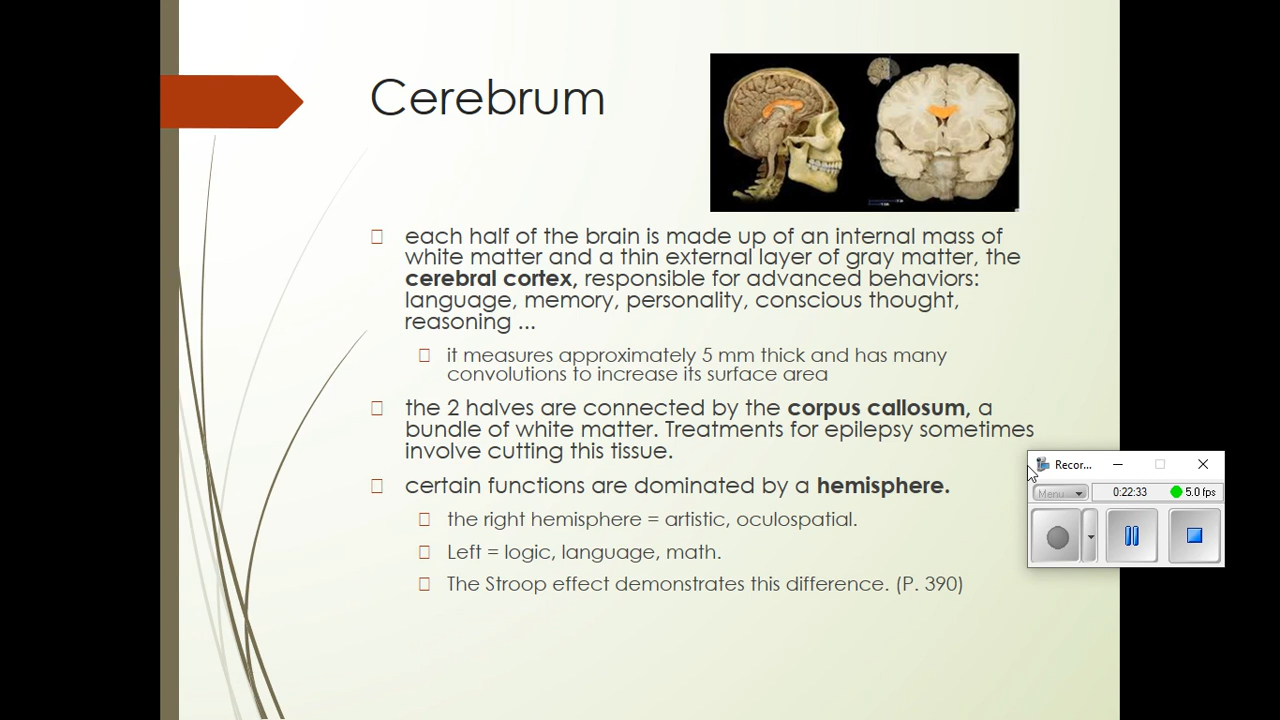 Cerebrum
each half of the brain is made up of an internal mass of
white matter and a thin external layer of gray matter, the
cerebral cortex, responsible for advanced behaviors:
language, memory, personality, conscious thought,
reasoning ...
it measures approximately 5 mm thick and has many
convolutions to increase its surface area
the 2 halves are connected by the corpus callosum, a
bundle of white matter. Treatments for epilepsy sometimes
involve cutting this tissue.
certain functions are dominated by a hemisphere.
the right hemisphere = artistic, oculospatial.
Left = logic, language, math.
The Stroop effect demonstrates this difference. (P. 390)
Recor...
Menu
0:22:33
5.0 fps